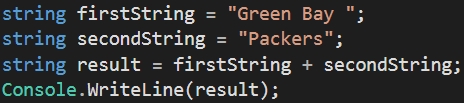 string firstString = "Green Bay ";
string secondString = "Packers";
string result = firstString + secondString;
Console.WriteLine(result);